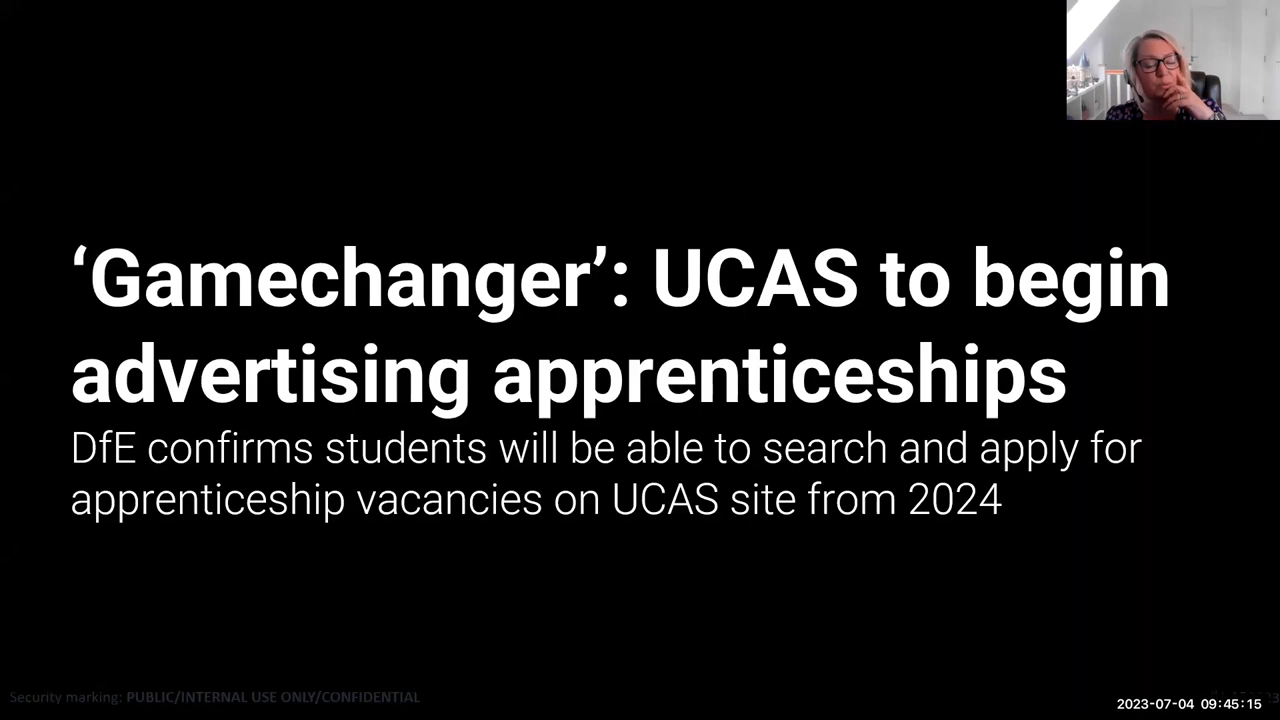 ‘Gamechanger’: UCAS to begin
advertising apprenticeships
DfE confirms students will be able to search and apply for
apprenticeship vacancies on UCAS site from 2024
Security marking: PUBLIC/INTERNAL USE ONLY/CONFIDENTIAL
2023-07-04 09:45:15